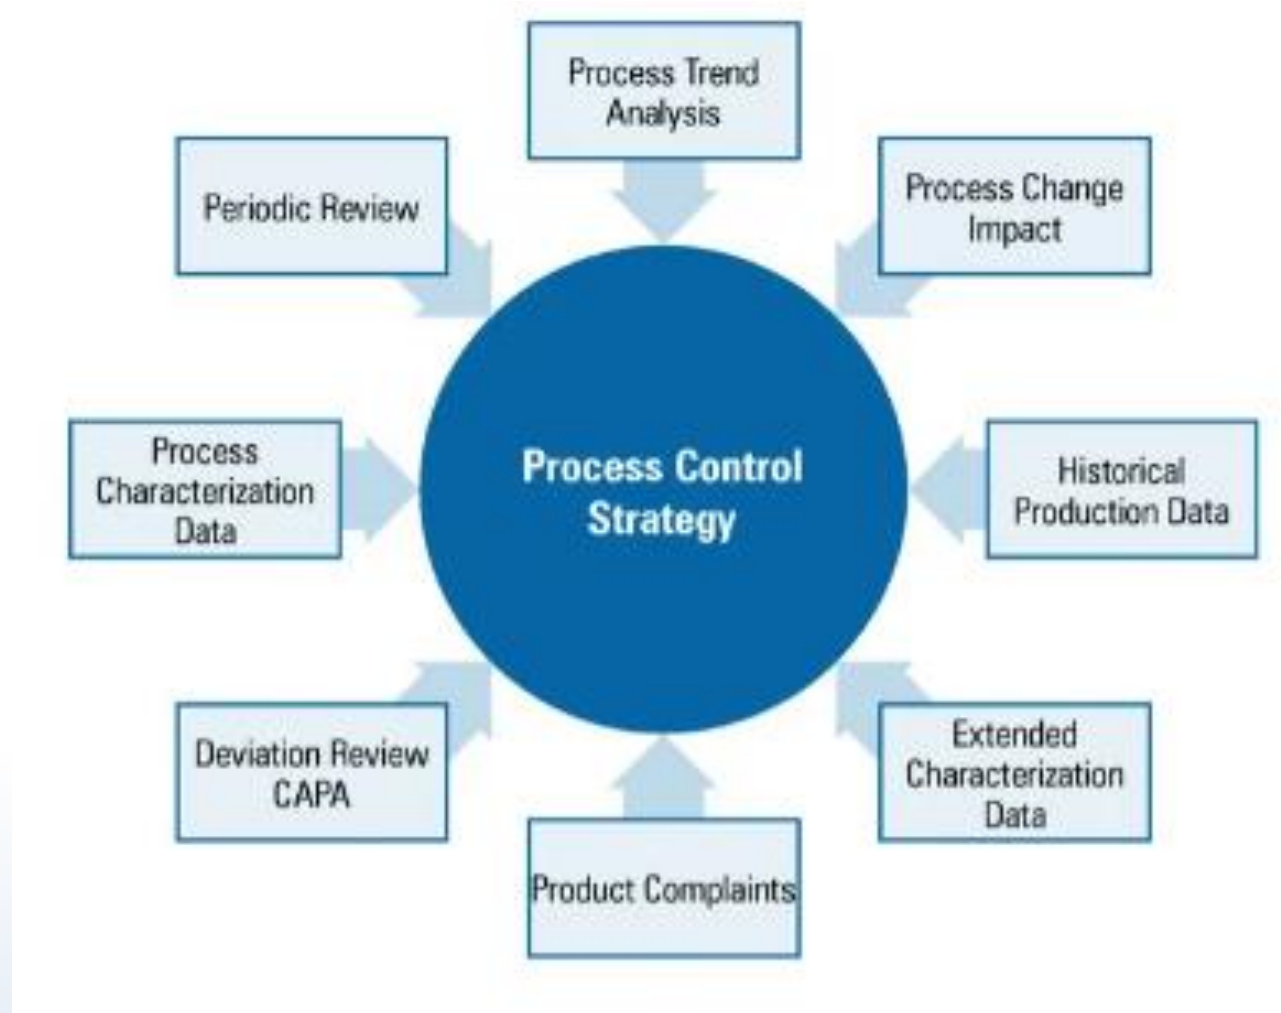 Process Trend
Analysis
Periodic Review
Process Change
Impact
Process
Characterization
Data
Process Control
Strategy
Historical
Production Data
Deviation Review
CAPA
Extended
Characterization
Data
Product Complaints